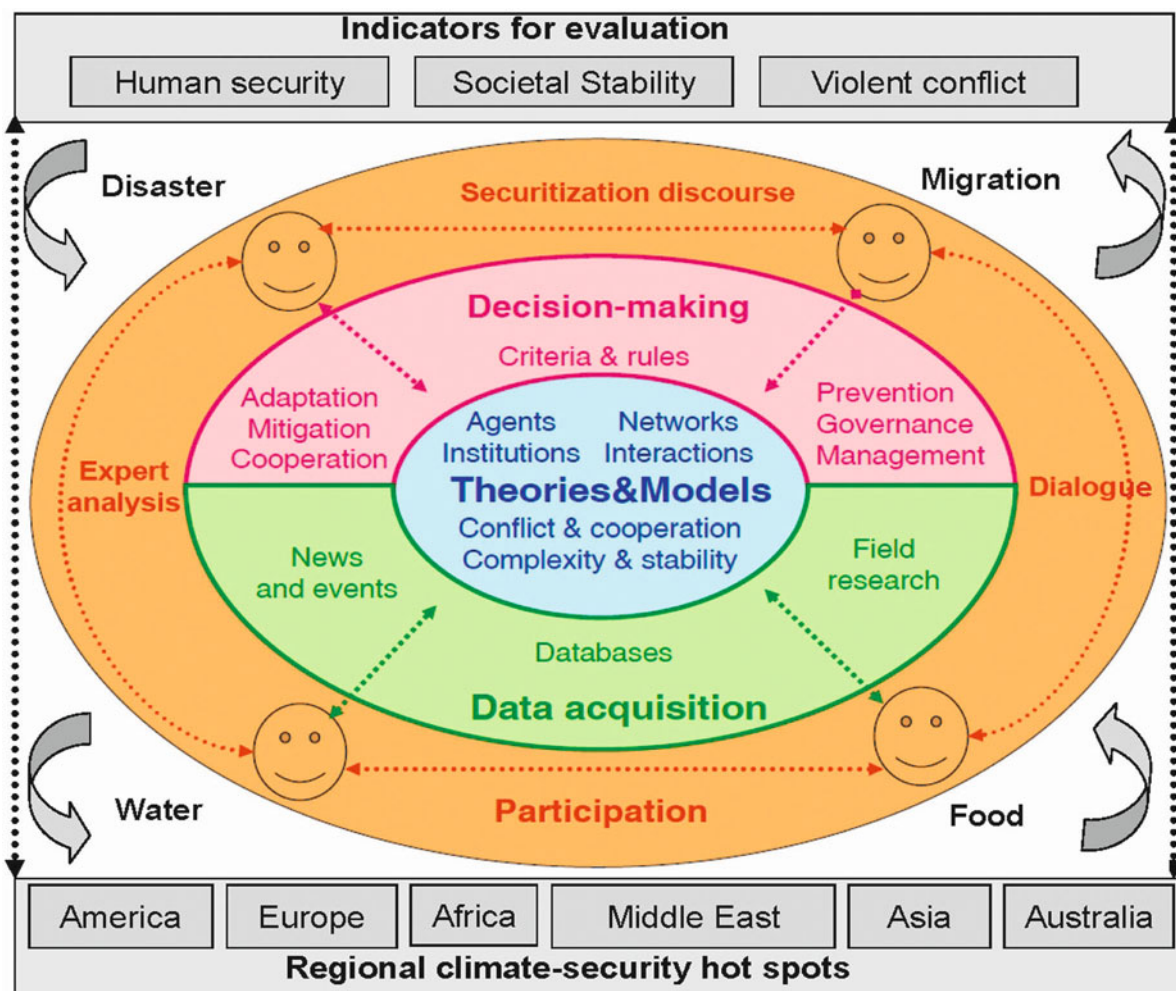 Indicators for evaluation
Human security
Societal Stability
Violent conflict
Disaster
Migration
Securitization discourse
Decision-making
Criteria & rules
Adaptation
Mitigation
Cooperation
Prevention
Governance
Management
Agents
Institutions
Networks
Interactions
Theories&Models
Conflict & cooperation
Complexity & stability
Expert
analysis
Dialogue
News
and events
Field
research
Databases
Data acquisition
Water
Participation
Food
America
Europe
Africa
Middle East
Asia
Australia
Regional climate-security hot spots